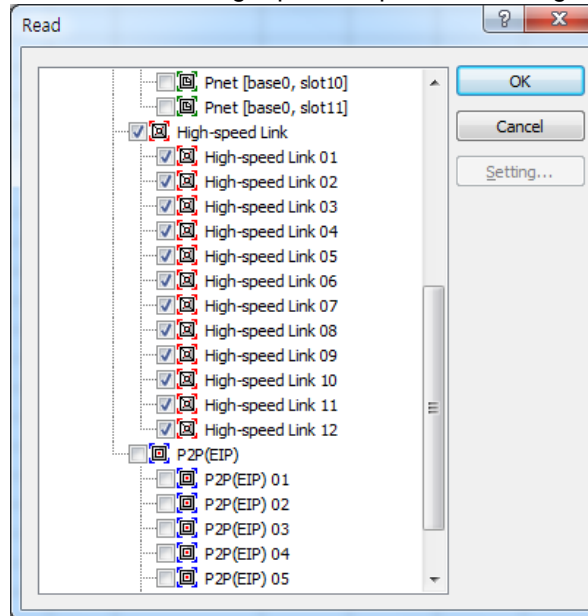 Read
Pnet [base0, slot10]
OK
Pnet [base0, slot11]
High-speed Link
Cancel
High-speed Link 01
Setting...
High-speed Link 02
High-speed Link 03
High-speed Link 04
High-speed Link 05
High-speed Link 06
High-speed Link 07
High-speed Link 08
High-speed Link 09
High-speed Link 10
High-speed Link 11
High-speed Link 12
P2P(EIP)
P2P(EIP) 01
P2P(EIP) 02
P2P(EIP) 03
P2P(EIP) 04
P2P(EIP) 05